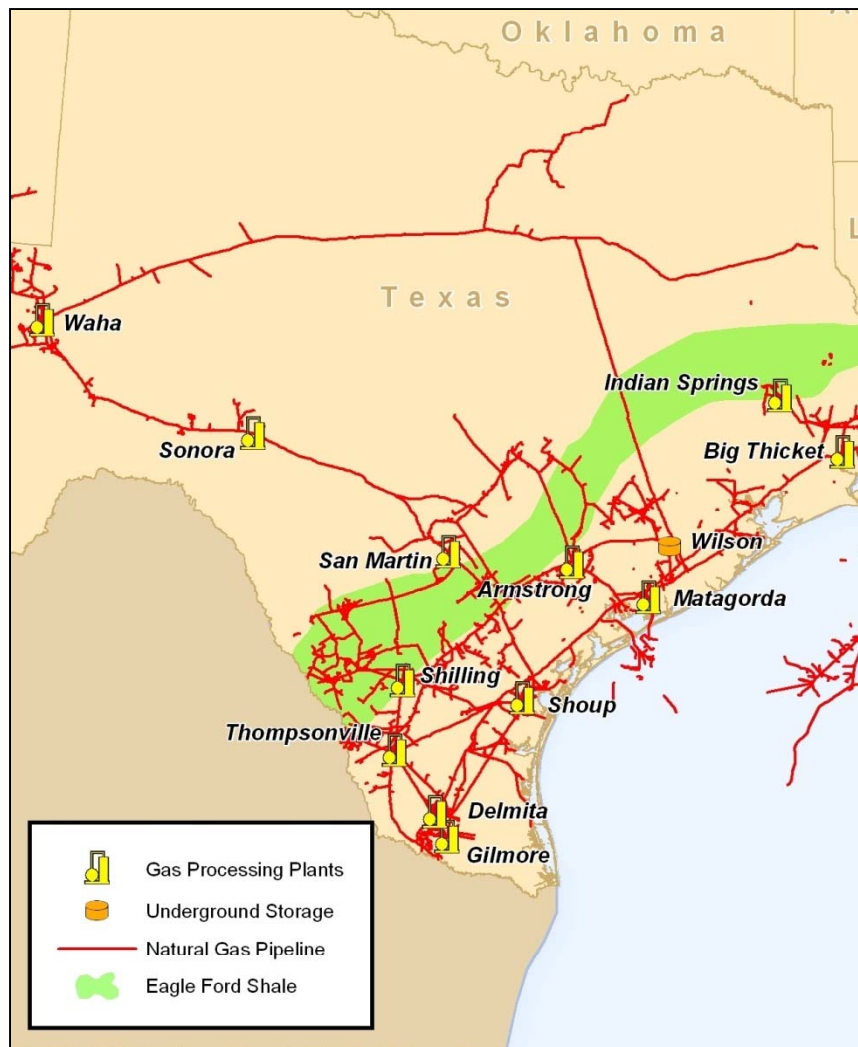 Oklahoma
Texas
L
Waha
Indian Springs
Sonora
Big Thicket
San Martin
Wilson
Armstrong
Matagorda
Shilling
Shoup
Thompsonville
Delmita
Gilmore
Gas Processing Plants
Underground Storage
Natural Gas Pipeline
Eagle Ford Shale